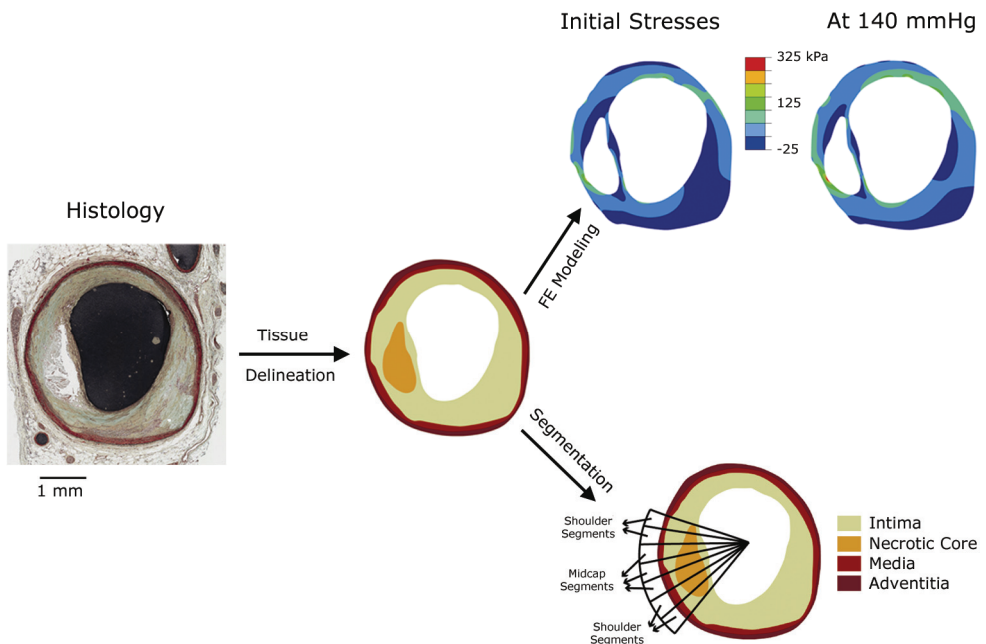 Initial Stresses
At 140 mmHg
325 kPa
125
-25
Histology
FE Modeling
Tissue
Delineation
1 mm
Segmentation
Shoulder
Segments
Midcap
Segments
Shoulder
Segments
Intima
Necrotic Core
Media
Adventitia